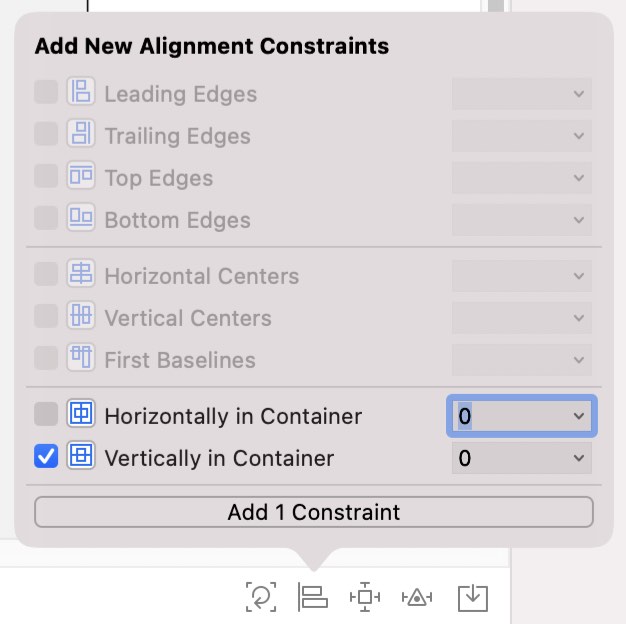 Add New Alignment Constraints
Leading Edges
Trailing Edges
Top Edges
Bottom Edges
Horizontal Centers
Vertical Centers
First Baselines
Horizontally in Container 0
Vertically in Container 0
Add 1 Constraint